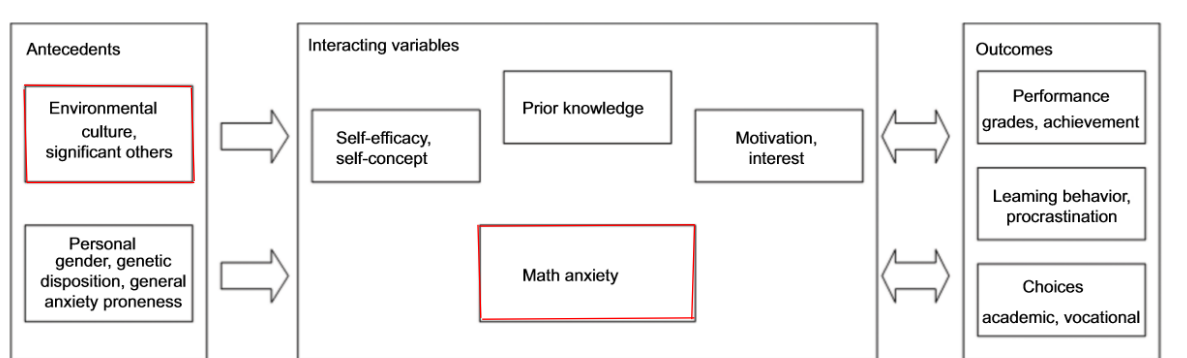 Antecedents
Environmental
culture,
significant others
Personal
gender, genetic
disposition, general
anxiety proneness
Interacting variables
Self-efficacy,
self-concept
Prior knowledge
Motivation,
interest
Math anxiety
Outcomes
Performance
grades, achievement
Learning behavior,
procrastination
Choices
academic, vocational